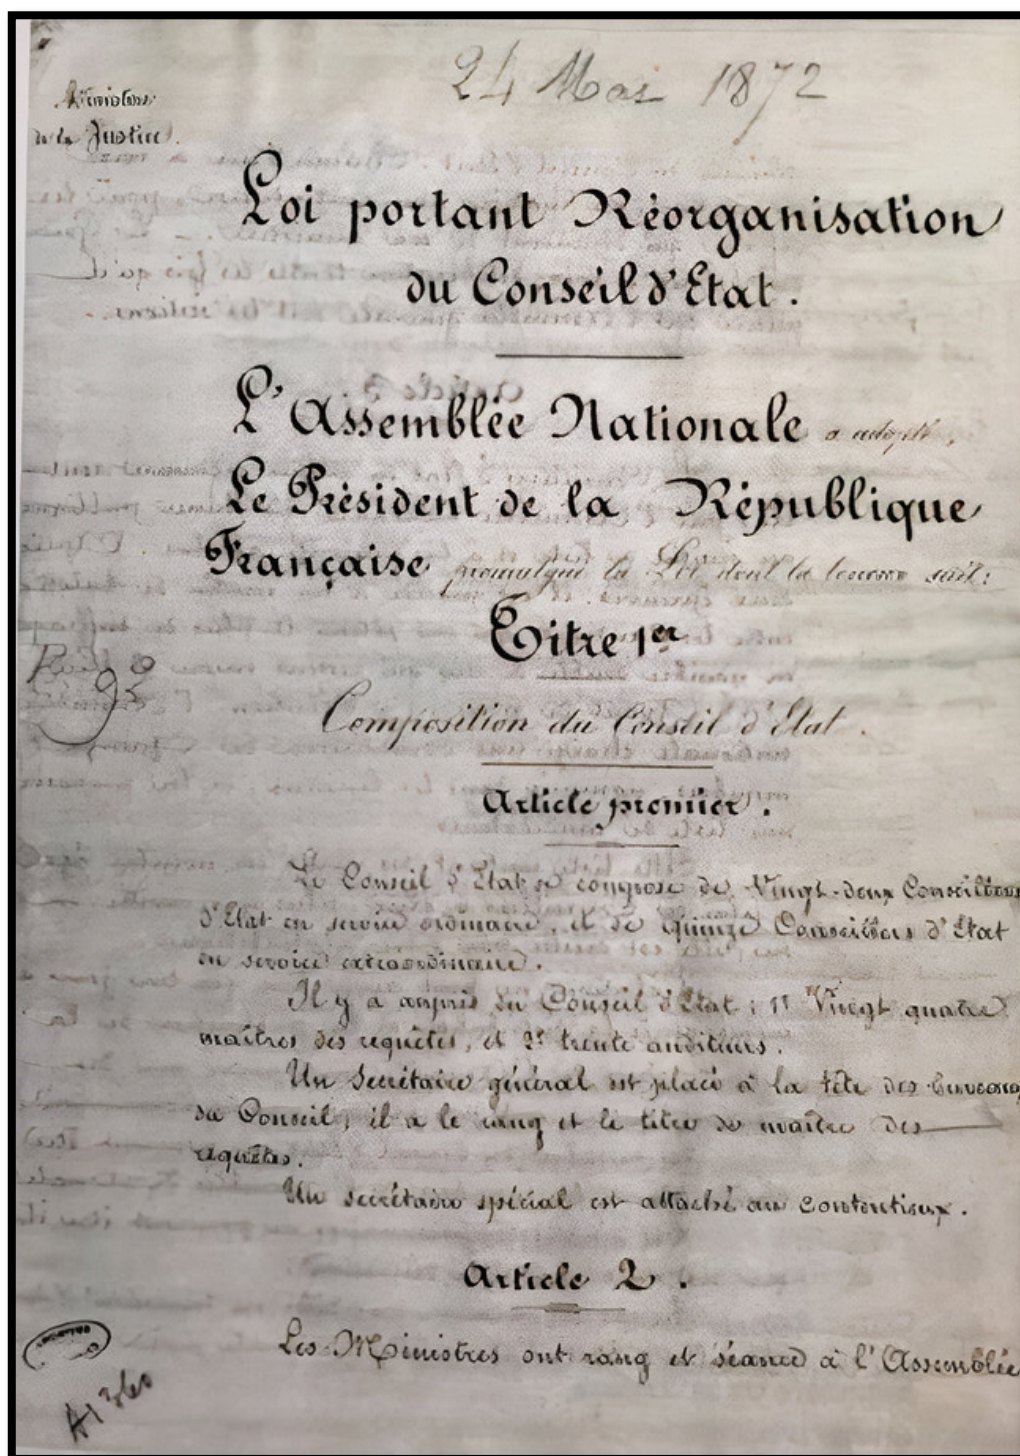 24 Mai 1872
Ministère
de la Justice.
Loi portant Réorganisation
du Conseil d'Etat.
L'Assemblée Nationale a adopté,
Le Président de la République
Française promulgue la Loi dont la teneur suit:
Titre 1er
Composition du Conseil d'Etat.
Article premier.
Le Conseil d'Etat se compose de Vingt-deux Conseillers
d'Etat en service ordinaire, et de quinze Conseillers d'Etat
en service extraordinaire.
Il y a auprès du Conseil d'Etat; 1° Vingt quatre
maîtres des requêtes, et 2° trente auditeurs.
Un Secrétaire général est placé à la tête des bureaux
du Conseil; il a le rang et le titre de maître des
requêtes.
Un secrétaire spécial est attaché au contentieux.
Article 2.
Les Ministres ont rang et séance à l'Assemblée
A1360